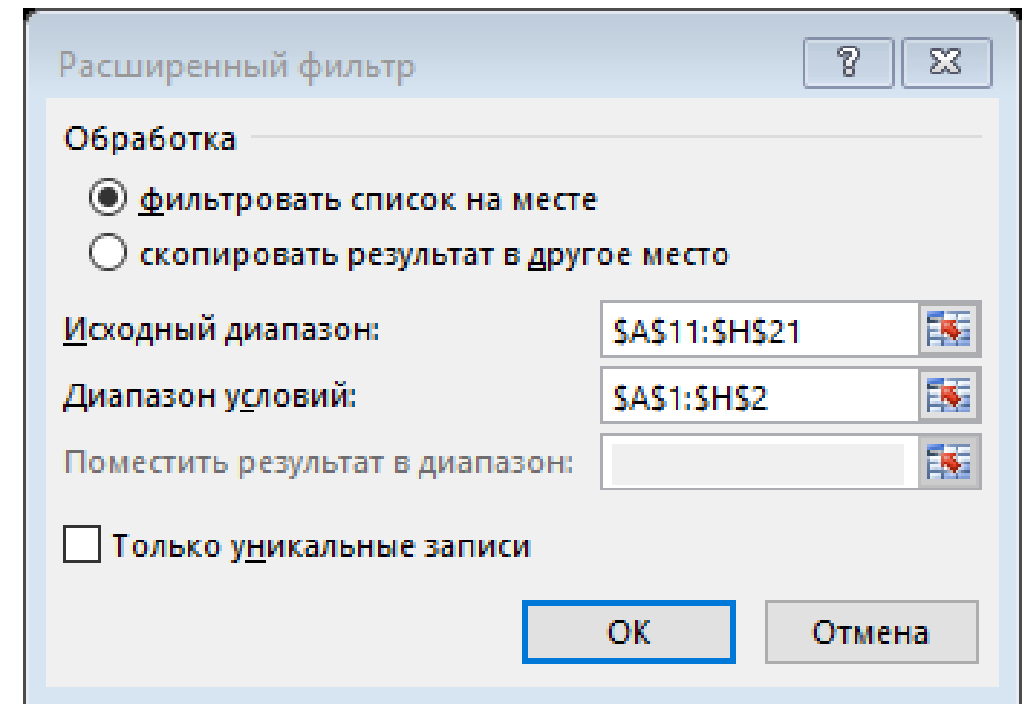 Расширенный фильтр
Обработка
фильтровать список на месте
скопировать результат в другое место
Исходный диапазон: $A$11:$H$21
Диапазон условий: $A$1:$H$2
Поместить результат в диапазон:
Только уникальные записи
ОК Отмена